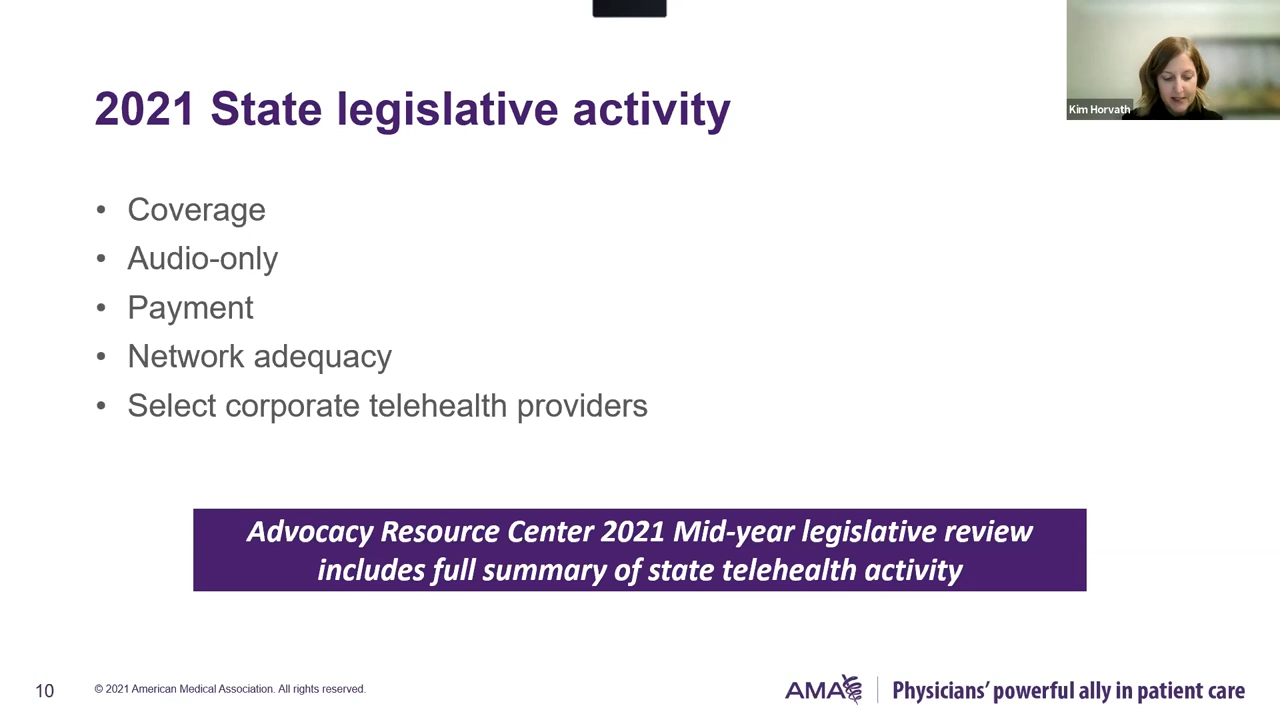 2021 State legislative activity
Kim Horvath
• Coverage
• Audio-only
• Payment
• Network adequacy
• Select corporate telehealth providers
Advocacy Resource Center 2021 Mid-year legislative review
includes full summary of state telehealth activity
10
© 2021 American Medical Association. All rights reserved.
AMA
Physicians’ powerful ally in patient care